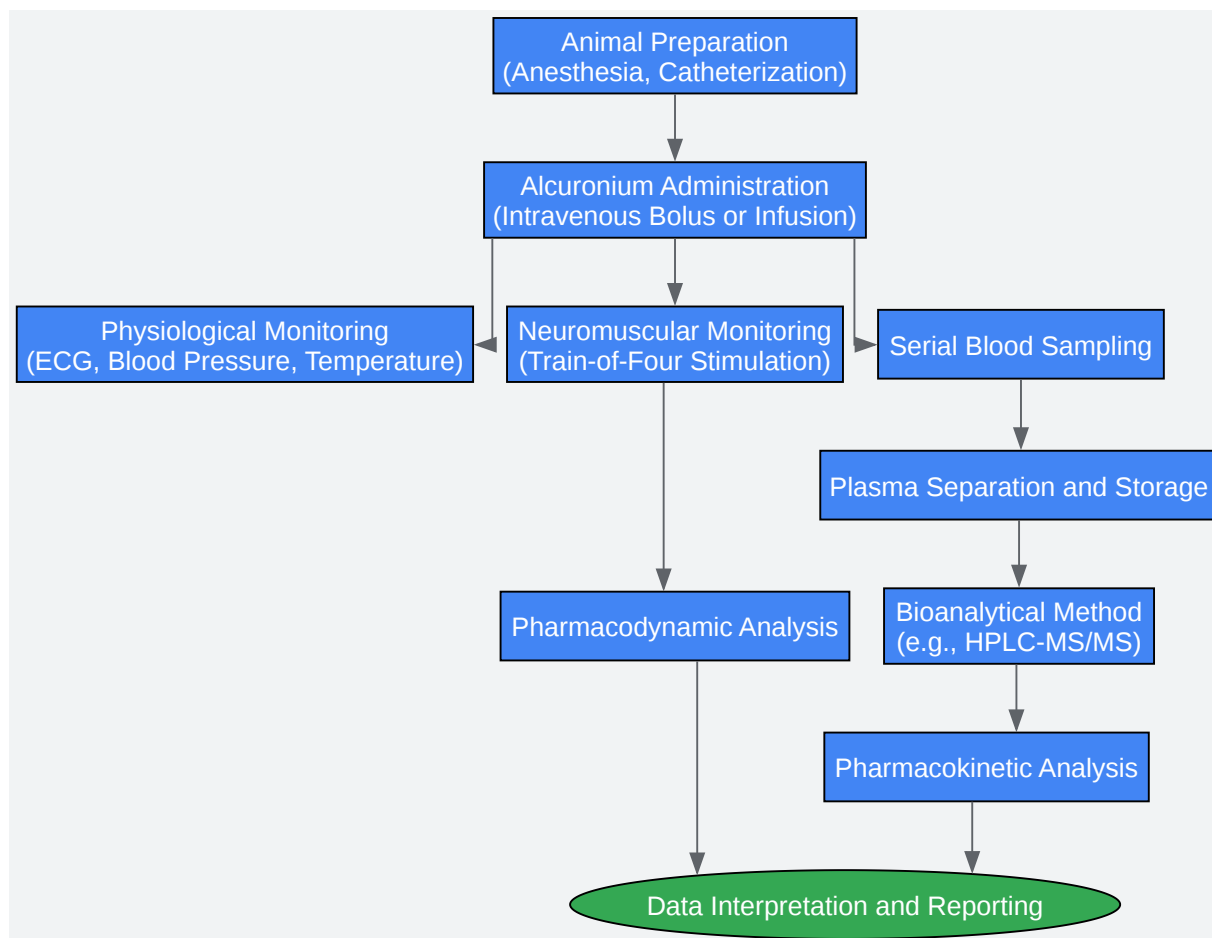 Animal Preparation
(Anesthesia, Catheterization)
Alcuronium Administration
(Intravenous Bolus or Infusion)
Physiological Monitoring
(ECG, Blood Pressure, Temperature)
Neuromuscular Monitoring
(Train-of-Four Stimulation)
Serial Blood Sampling
Plasma Separation and Storage
Pharmacodynamic Analysis
Bioanalytical Method
(e.g., HPLC-MS/MS)
Pharmacokinetic Analysis
Data Interpretation and Reporting